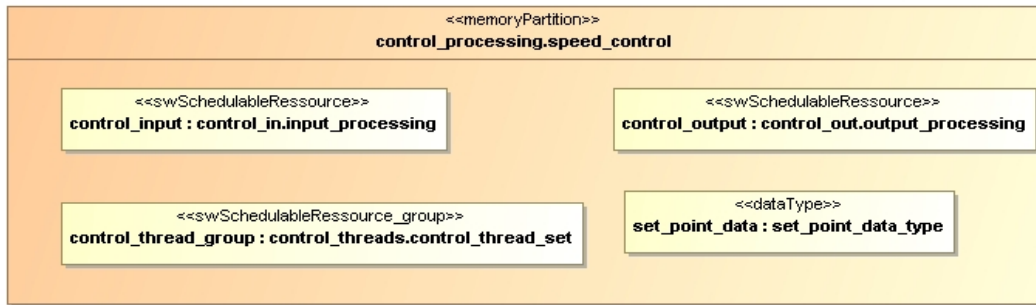 <<memoryPartition>>
control_processing.speed_control
<<swSchedulableRessource>>
control_input : control_in.input_processing
<<swSchedulableRessource>>
control_output : control_out.output_processing
<<swSchedulableRessource_group>>
control_thread_group : control_threads.control_thread_set
<<dataType>>
set_point_data : set_point_data_type